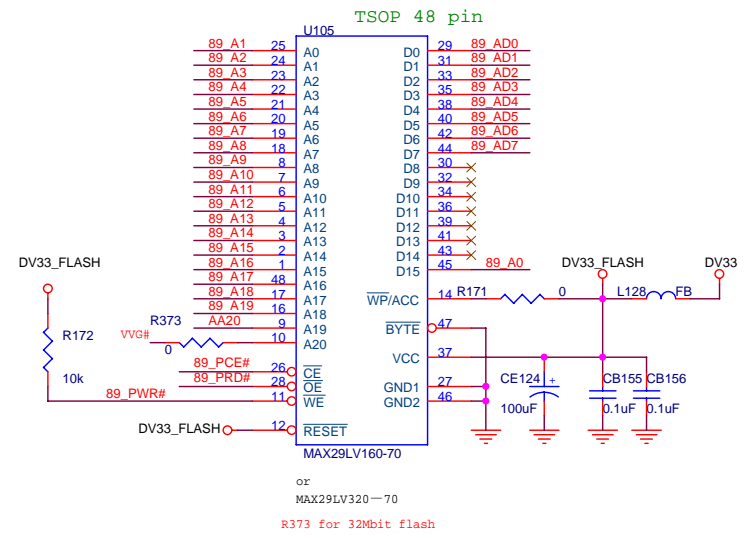 TSOP 48 pin
U105
89_A1 25 A0 D0 29 89_AD0
89_A2 24 A1 D1 31 89_AD1
89_A3 23 A2 D2 33 89_AD2
89_A4 22 A3 D3 35 89_AD3
89_A5 21 A4 D4 38 89_AD4
89_A6 20 A5 D5 40 89_AD5
89_A7 19 A6 D6 42 89_AD6
89_A8 18 A7 D7 44 89_AD7
89_A9 8 A8 D8 30
89_A10 7 A9 D9 32
89_A11 6 A10 D10 34
89_A12 5 A11 D11 36
89_A13 4 A12 D12 39
89_A14 3 A13 D13 41
89_A15 2 A14 D14 43
89_A16 1 A15 D15 45 89_A0
DV33_FLASH DV33_FLASH DV33
89_A17 48 A16
89_A18 17 A17 WP/ACC 14 R171 0 L128 FB
89_A19 16 A18
R373 AA20 9 A19 BYTE 47
VVG# 0 10 A20
R172
VCC 37
89_PCE# 26 CE
89_PRD# 28 OE GND1 27 CE124 + CB155 CB156
10k 89_PWR# 11 WE GND2 46 100uF 0.1uF 0.1uF
DV33_FLASH 12 RESET
MAX29LV160-70
or
MAX29LV320—70
R373 for 32Mbit flash